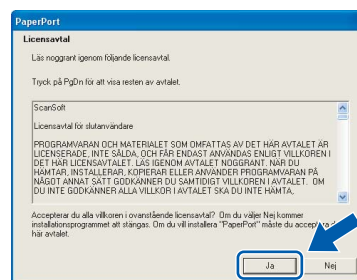 PaperPort
Licensavtal
Läs noggrant igenom följande licensavtal.
Tryck på PgDn för att visa resten av avtalet.
ScanSoft
Licensavtal för slutanvändare
PROGRAMVARAN OCH MATERIALET SOM OMFATTAS AV DET HÄR AVTALET ÄR
LICENSERADE, INTE SÅLDA, OCH FÅR ENDAST ANVÄNDAS ENLIGT VILLKOREN I
DET HÄR LICENSAVTALET. LÄS IGENOM AVTALET NOGGRANT. NÄR DU
HÄMTAR, INSTALLERAR, KOPIERAR ELLER ANVÄNDER PROGRAMVARAN PÅ
NÅGOT ANNAT SÄTT GODKÄNNER DU SAMTIDIGT VILLKOREN I AVTALET. OM
DU INTE GODKÄNNER ALLA VILLKOR I AVTALET SKA DU INTE HÄMTA,
Accepterar du alla villkoren i ovanstående licensavtal? Om du väljer Nej kommer
installationsprogrammet att stängas. Om du vill installera "PaperPort" måste du acceptera
här avtalet.
Ja
Nej